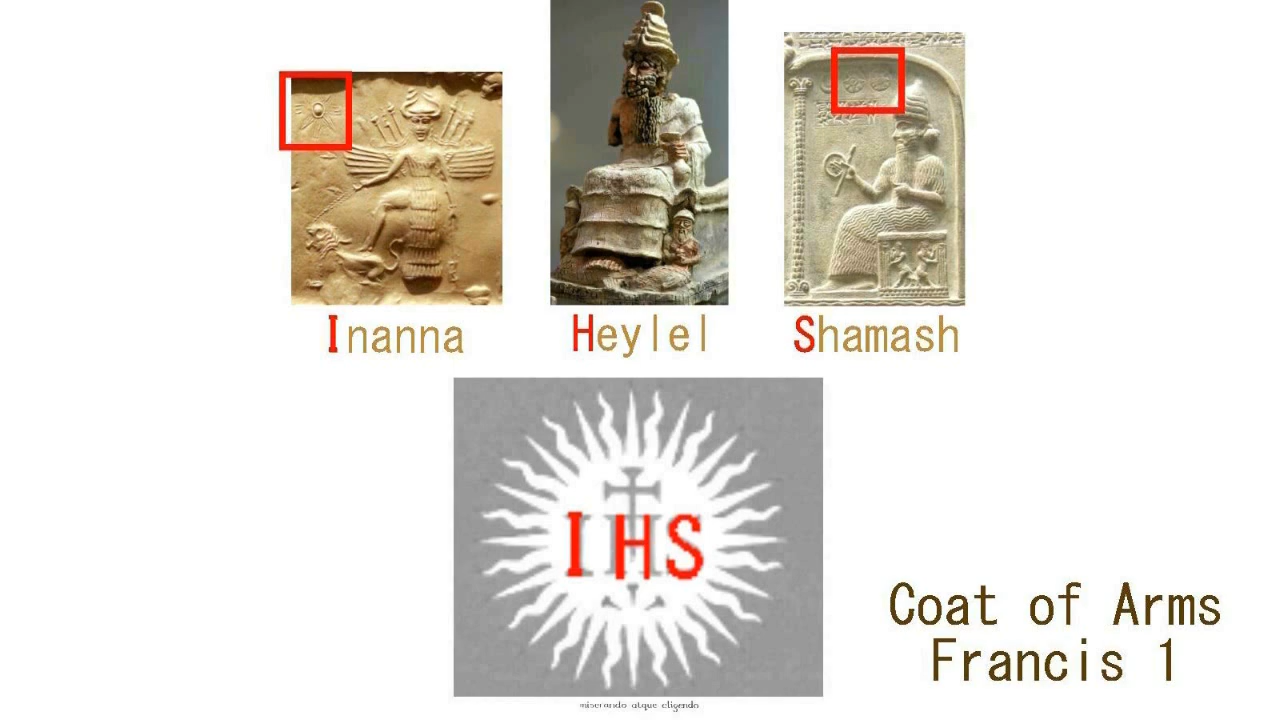 Inanna
Heylel
Shamash
IHS
Coat of Arms
Francis 1
miserando atque eligendo